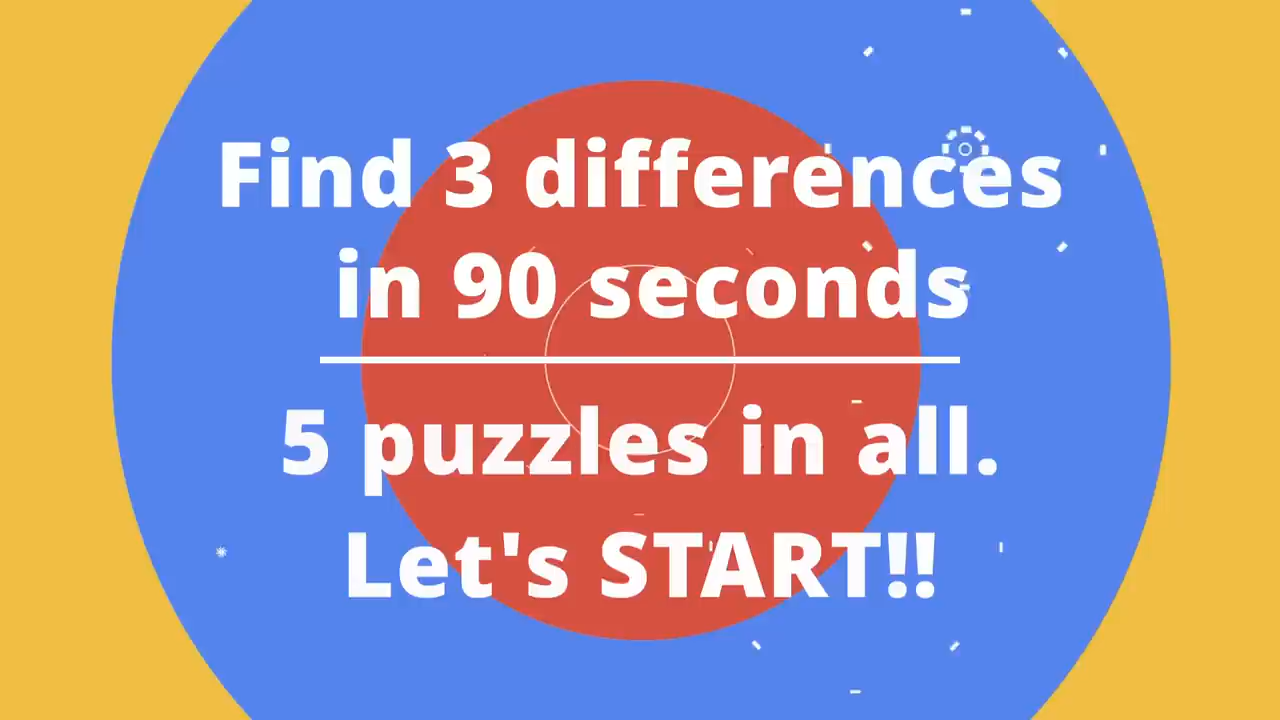 Find 3 differences
in 90 seconds
5 puzzles in all.
Let's START!!